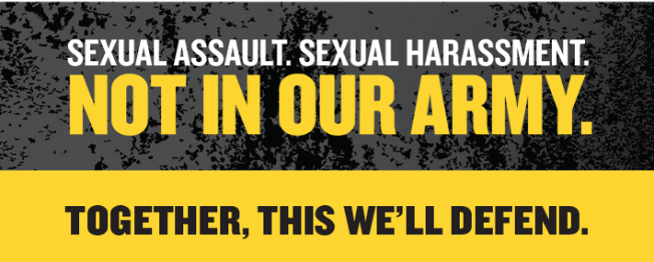 SEXUAL ASSAULT. SEXUAL HARASSMENT.
NOT IN OUR ARMY.
TOGETHER, THIS WE'LL DEFEND.